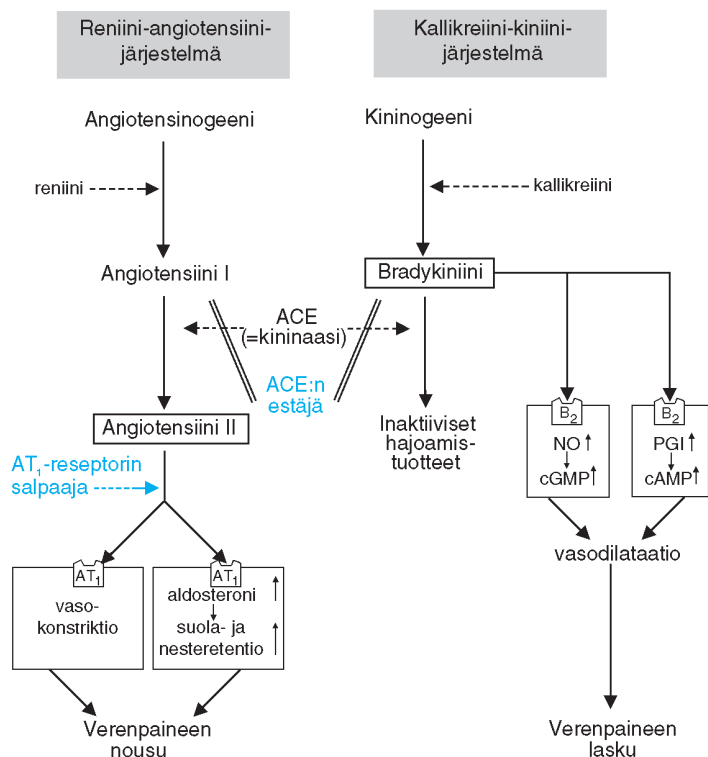 Reniini-angiotensiini-
järjestelmä
Kallikreiini-kiniini-
järjestelmä
Angiotensinogeeni
Kininogeeni
reniini
kallikreiini
Angiotensiini I
Bradykiniini
ACE
(=kininaasi)
ACE:n
estäjä
Angiotensiini II
Inaktiiviset
hajoamis-
tuotteet
B2
NO
cGMP
B2
PGI
cAMP
AT1-reseptorin
salpaaja
vasodilataatio
AT1
vaso-
konstriktio
AT1
aldosteroni
suola- ja
nesteretentio
Verenpaineen
nousu
Verenpaineen
lasku